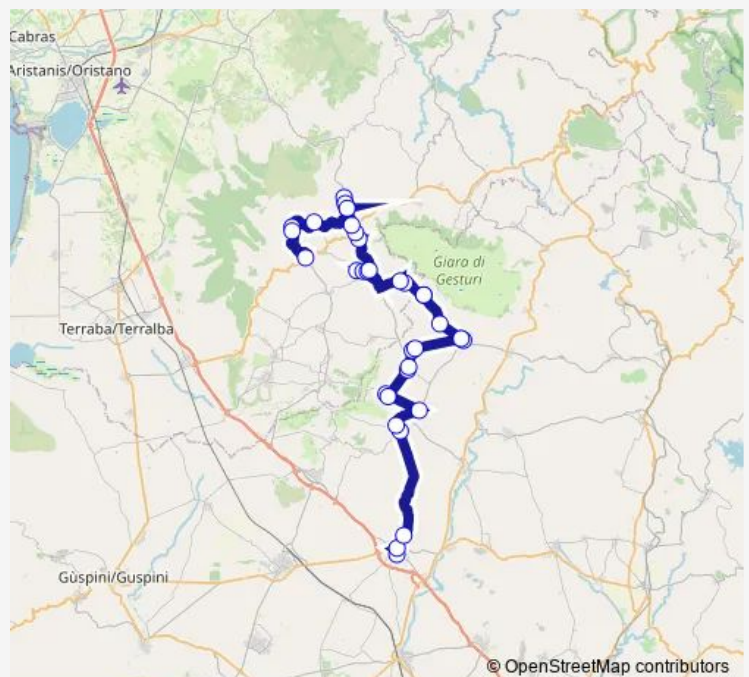 Cabras
Aristanis/Oristano
Giara di
Gesturi
Terraba/Terralba
Gùspini/Guspini
© OpenStreetMap contributors